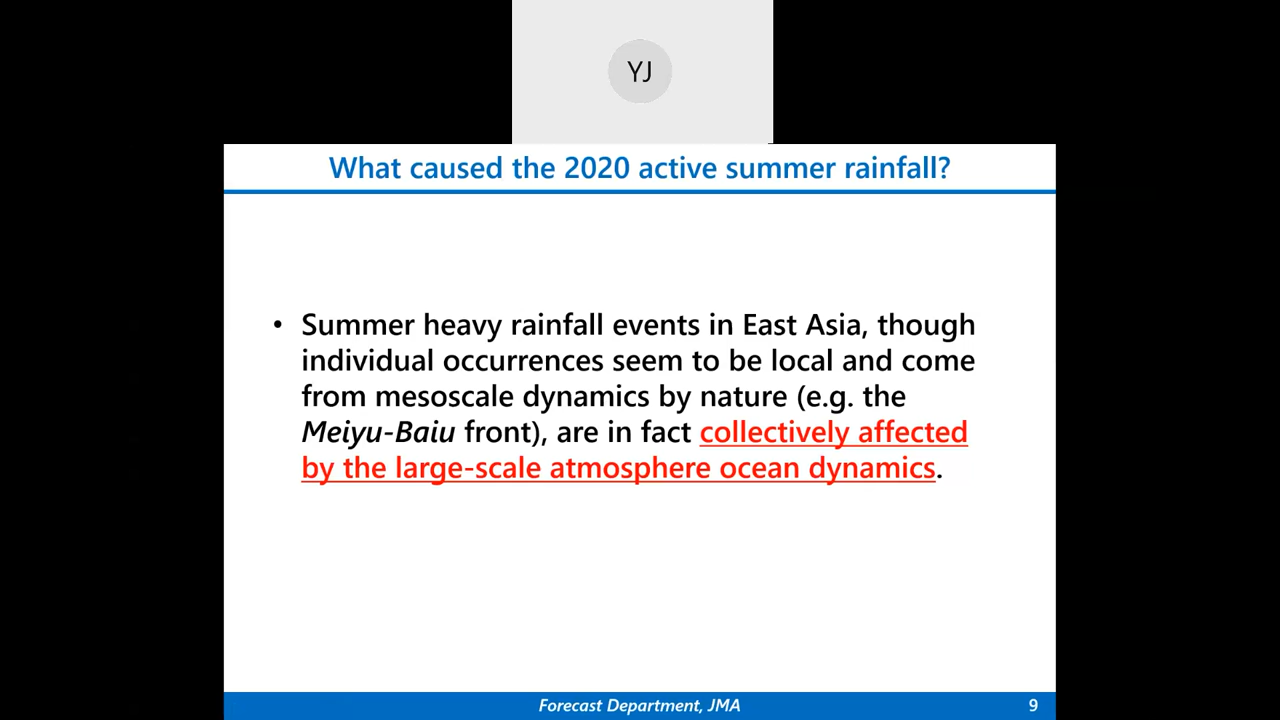 YJ
What caused the 2020 active summer rainfall?
• Summer heavy rainfall events in East Asia, though
individual occurrences seem to be local and come
from mesoscale dynamics by nature (e.g. the
Meiyu-Baiu front), are in fact collectively affected
by the large-scale atmosphere ocean dynamics.
Forecast Department, JMA
9